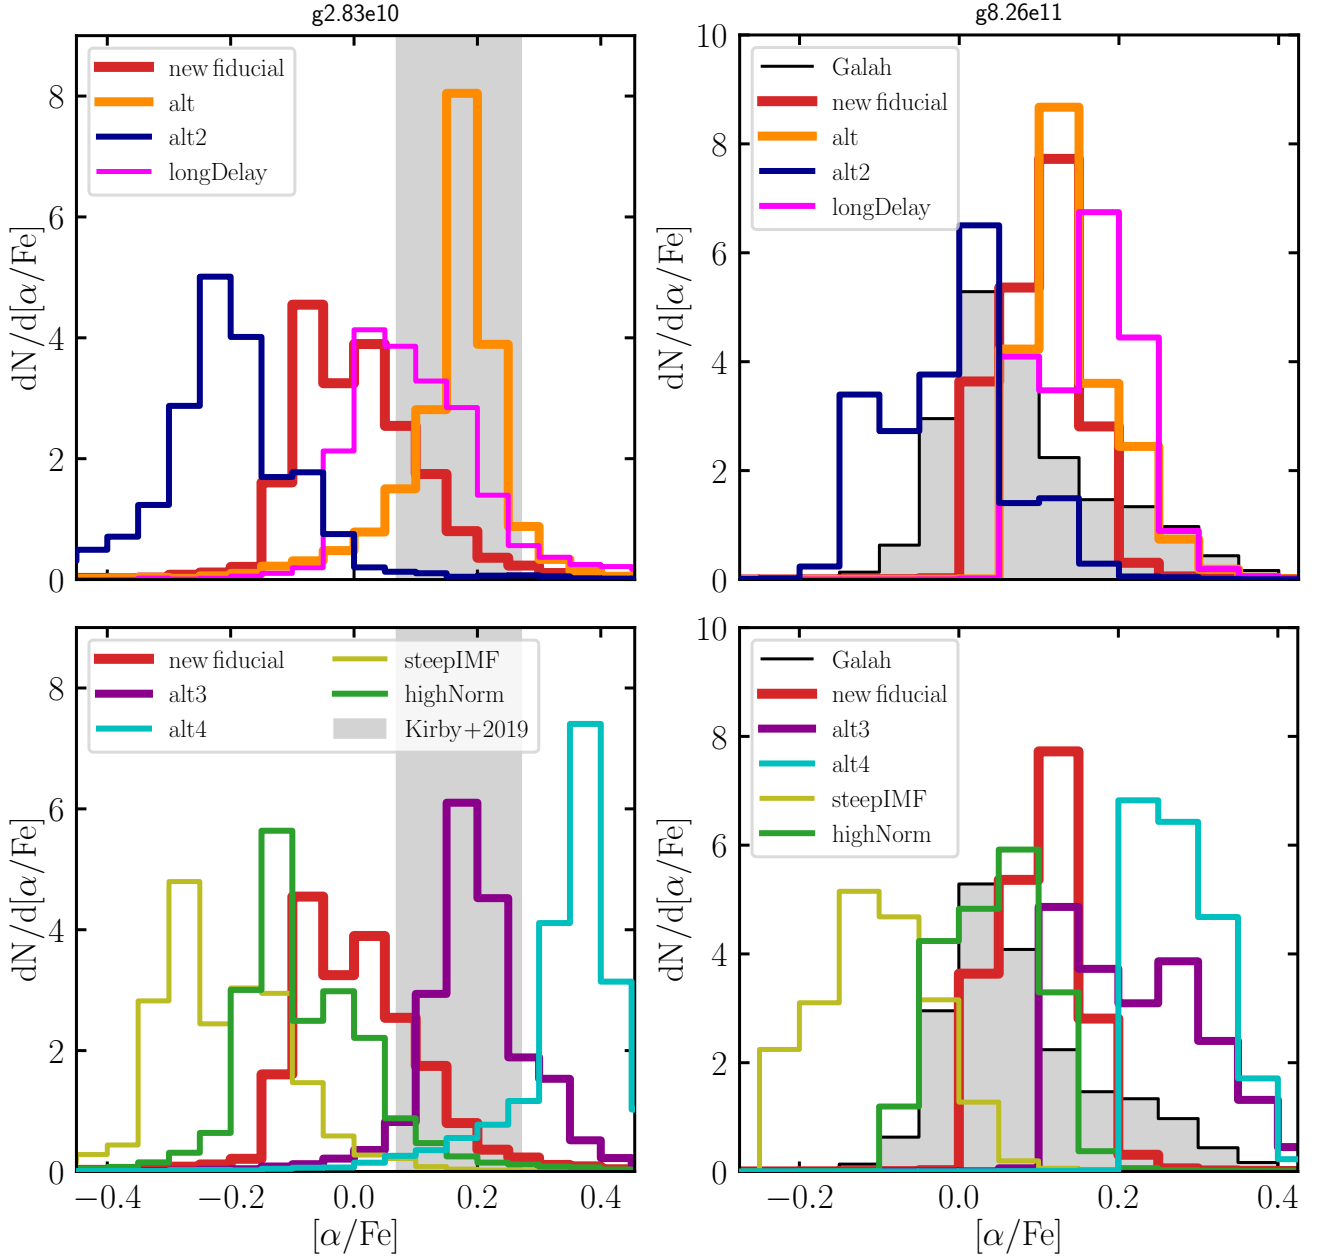 g2.83e10
g8.26e11
new fiducial
alt
alt2
longDelay
dN/d[α/Fe]
0
2
4
6
8
Galah
new fiducial
alt
alt2
longDelay
dN/d[α/Fe]
0
2
4
6
8
10
new fiducial
alt3
alt4
steepIMF
highNorm
Kirby+2019
dN/d[α/Fe]
0
2
4
6
8
−0.4
−0.2
0.0
0.2
0.4
[α/Fe]
Galah
new fiducial
alt3
alt4
steepIMF
highNorm
dN/d[α/Fe]
0
2
4
6
8
10
−0.2
0.0
0.2
0.4
[α/Fe]